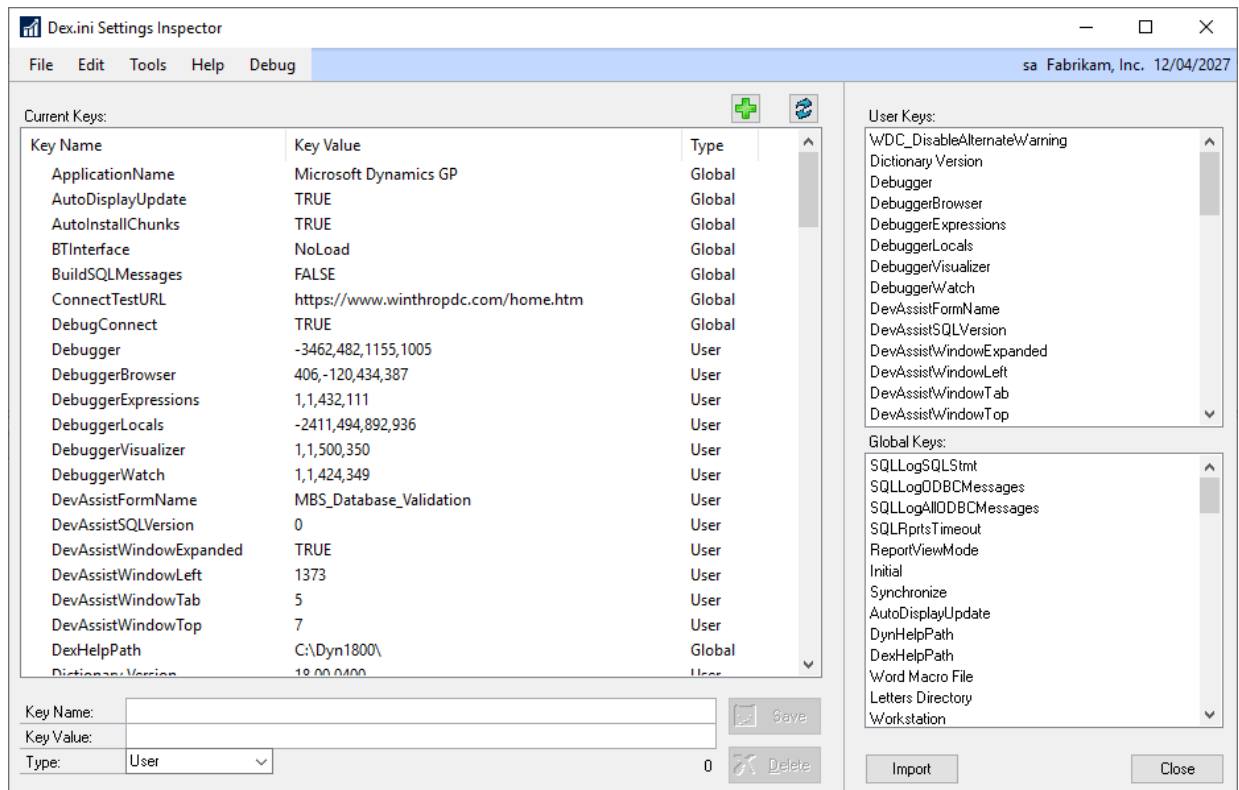 Dex.ini Settings Inspector
File Edit Tools Help Debug sa Fabrikam, Inc. 12/04/2027
Current Keys:
Key Name Key Value Type
ApplicationName Microsoft Dynamics GP Global
AutoDisplayUpdate TRUE Global
AutoInstallChunks TRUE Global
BTInterface NoLoad Global
BuildSQLMessages FALSE Global
ConnectTestURL https://www.winthropdc.com/home.htm Global
DebugConnect TRUE Global
Debugger -3462,482,1155,1005 User
DebuggerBrowser 406,-120,434,387 User
DebuggerExpressions 1,1,432,111 User
DebuggerLocals -2411,494,892,936 User
DebuggerVisualizer 1,1,500,350 User
DebuggerWatch 1,1,424,349 User
DevAssistFormName MBS_Database_Validation User
DevAssistSQLVersion 0 User
DevAssistWindowExpanded TRUE User
DevAssistWindowLeft 1373 User
DevAssistWindowTab 5 User
DevAssistWindowTop 7 User
DexHelpPath C:\Dyn1800\ Global
Dictionary Version 18.00.0400 User
Key Name:
Save
Key Value:
Type: User 0 Delete
User Keys:
WDC_DisableAlternateWarning
Dictionary Version
Debugger
DebuggerBrowser
DebuggerExpressions
DebuggerLocals
DebuggerVisualizer
DebuggerWatch
DevAssistFormName
DevAssistSQLVersion
DevAssistWindowExpanded
DevAssistWindowLeft
DevAssistWindowTab
DevAssistWindowTop
Global Keys:
SQLLogSQLStmt
SQLLogODBCMessages
SQLLogAllODBCMessages
SQLRprtsTimeout
ReportViewMode
Initial
Synchronize
AutoDisplayUpdate
DynHelpPath
DexHelpPath
Word Macro File
Letters Directory
Workstation
Import Close